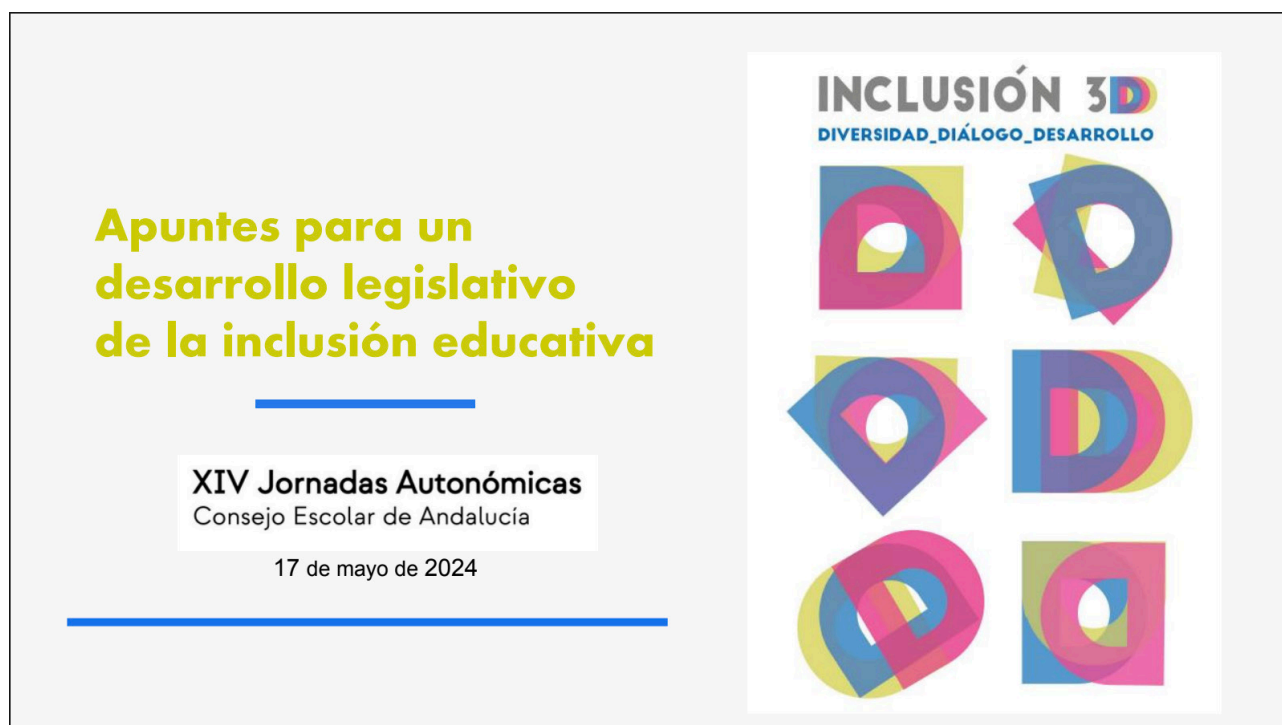 Apuntes para un
desarrollo legislativo
de la inclusión educativa
XIV Jornadas Autonómicas
Consejo Escolar de Andalucía
17 de mayo de 2024
INCLUSIÓN 3D
DIVERSIDAD_DIÁLOGO_DESARROLLO